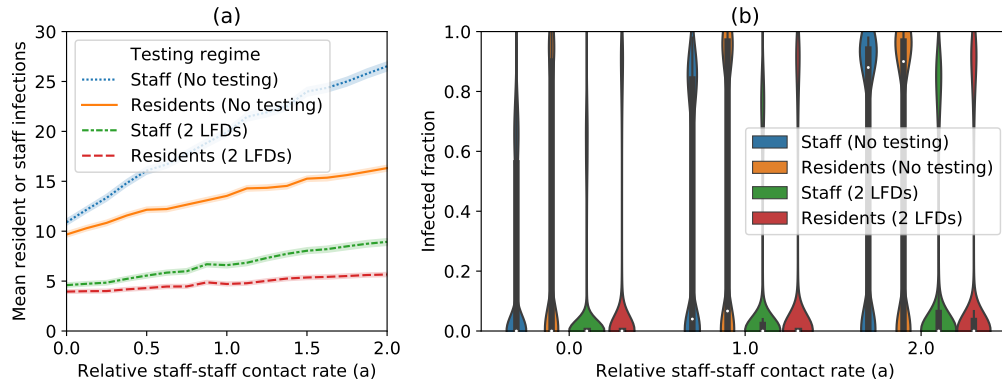 (a)
Mean resident or staff infections
30
25
20
15
10
5
0
Testing regime
Staff (No testing)
Residents (No testing)
Staff (2 LFDs)
Residents (2 LFDs)
0.0 0.5 1.0 1.5 2.0
Relative staff-staff contact rate (a)
(b)
Infected fraction
1.0
0.8
0.6
0.4
0.2
0.0
Staff (No testing)
Residents (No testing)
Staff (2 LFDs)
Residents (2 LFDs)
0.0 1.0 2.0
Relative staff-staff contact rate (a)